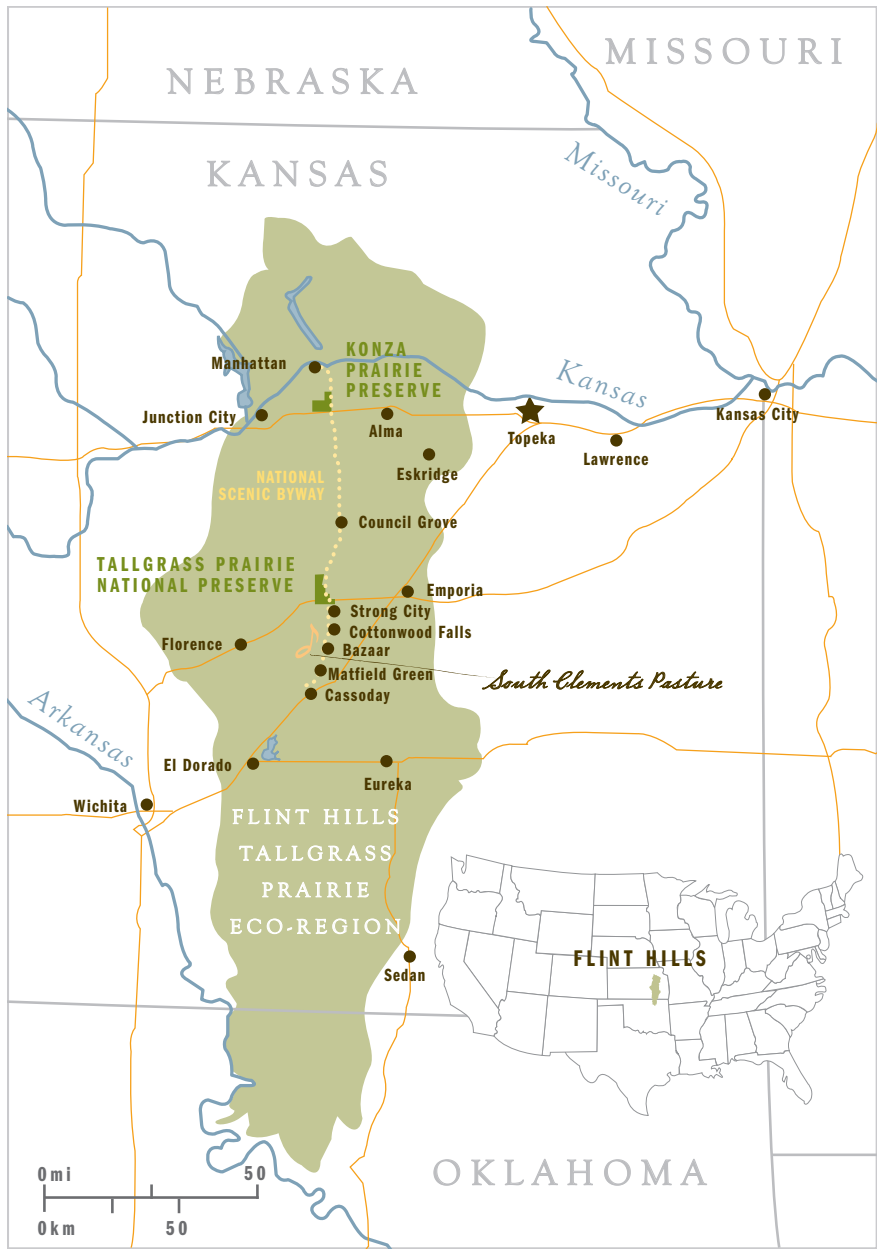 MISSOURI
NEBRASKA
KANSAS
Missouri
Manhattan
KONZA
PRAIRIE
PRESERVE
Kansas
Junction City
Alma
Topeka
Kansas City
Lawrence
Eskridge
NATIONAL
SCENIC BYWAY
Council Grove
TALLGRASS PRAIRIE
NATIONAL PRESERVE
Emporia
Strong City
Cottonwood Falls
Florence
Bazaar
Matfield Green
South Clements Pasture
Cassoday
Arkansas
El Dorado
Eureka
Wichita
FLINT HILLS
TALLGRASS
PRAIRIE
ECO-REGION
FLINT HILLS
Sedan
OKLAHOMA
0mi 50
0km 50